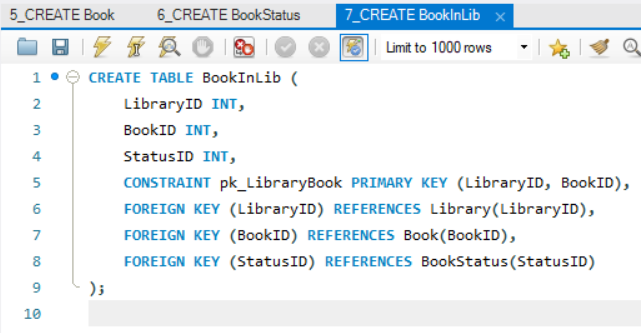 5_CREATE Book 6_CREATE BookStatus 7_CREATE BookInLib ×
Limit to 1000 rows
1 CREATE TABLE BookInLib (
2 LibraryID INT,
3 BookID INT,
4 StatusID INT,
5 CONSTRAINT pk_LibraryBook PRIMARY KEY (LibraryID, BookID),
6 FOREIGN KEY (LibraryID) REFERENCES Library(LibraryID),
7 FOREIGN KEY (BookID) REFERENCES Book(BookID),
8 FOREIGN KEY (StatusID) REFERENCES BookStatus(StatusID)
9 );
10